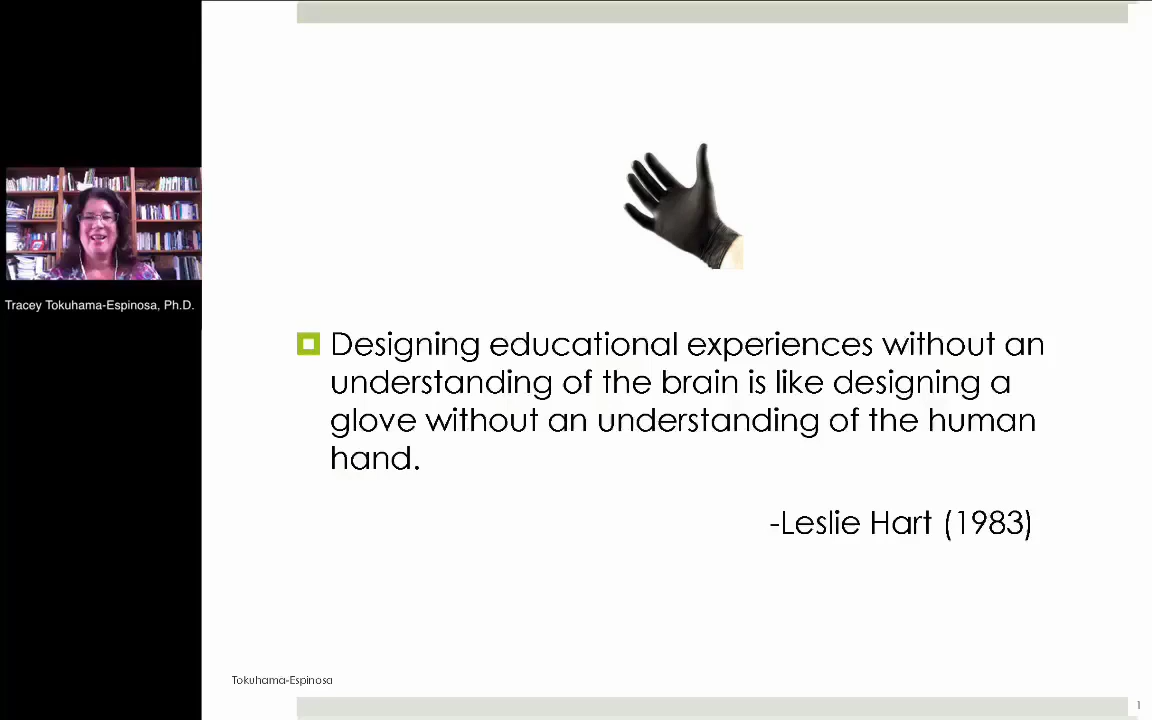 Tracey Tokuhama-Espinosa, Ph.D.
Designing educational experiences without an
understanding of the brain is like designing a
glove without an understanding of the human
hand.
-Leslie Hart (1983)
Tokuhama-Espinosa
1